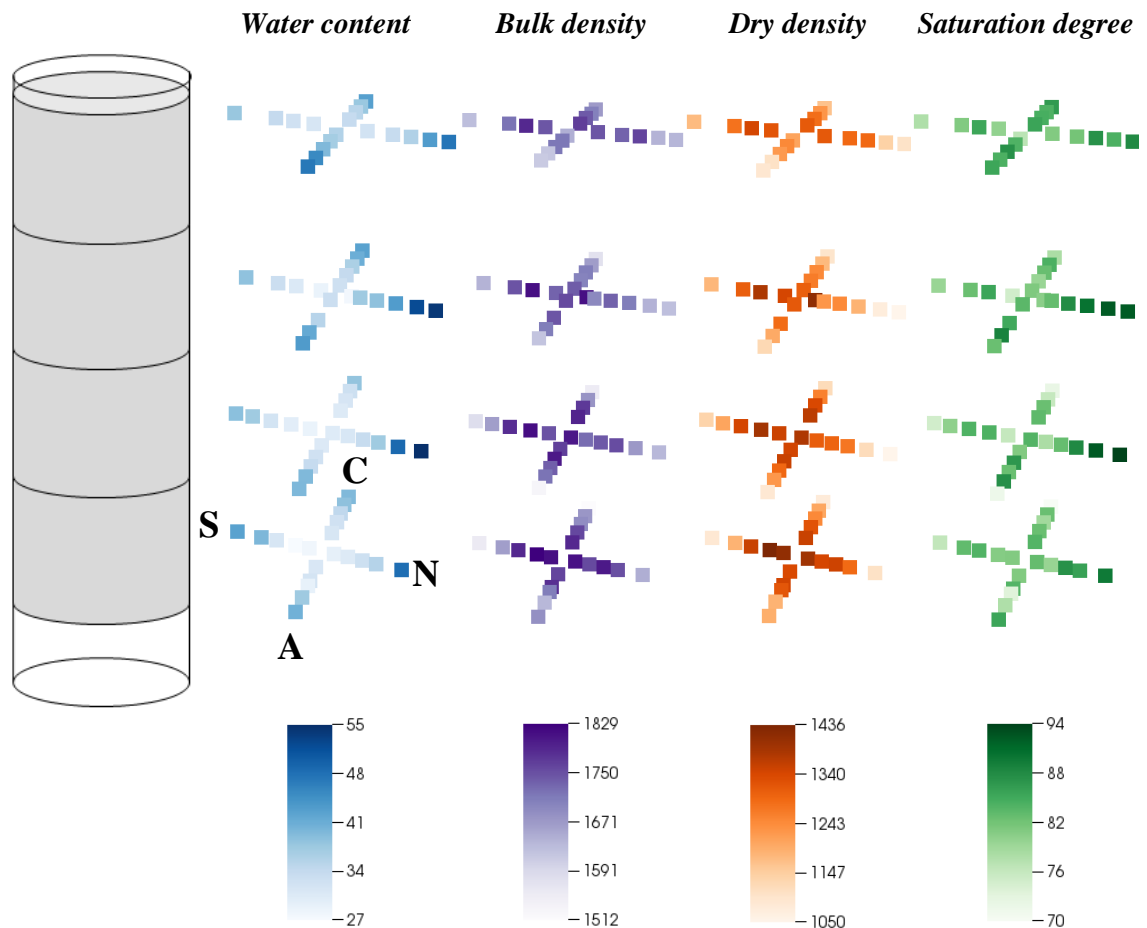 Water content Bulk density Dry density Saturation degree
C
S
N
A
55 1829 1436 94
48 1750 1340 88
41 1671 1243 82
34 1591 1147 76
27 1512 1050 70